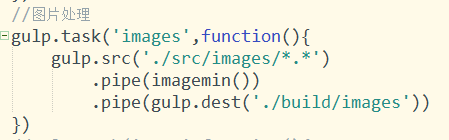 //图片处理
gulp.task('images',function(){
    gulp.src('./src/images/*.*')
        .pipe(imagemin())
        .pipe(gulp.dest('./build/images'))
})